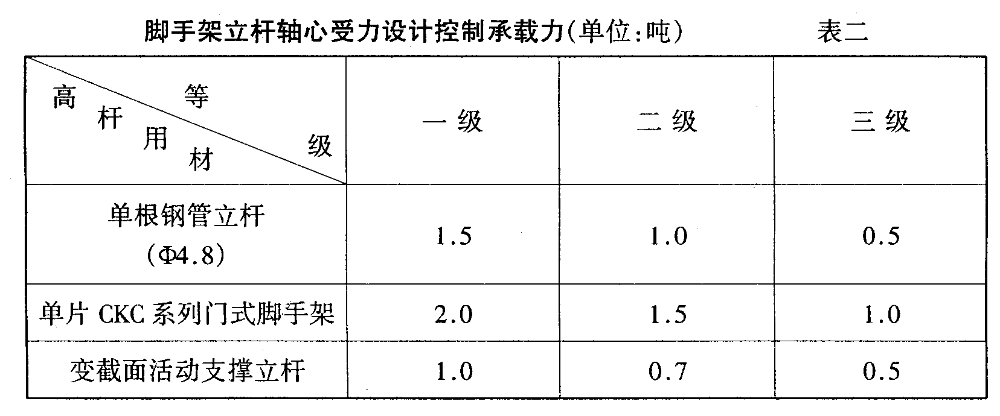 脚手架立杆轴心受力设计控制承载力(单位:吨) 表二
高杆用材 等级 一级 二级 三级
单根钢管立杆
(Φ4.8) 1.5 1.0 0.5
单片 CKC 系列门式脚手架 2.0 1.5 1.0
变截面活动支撑立杆 1.0 0.7 0.5